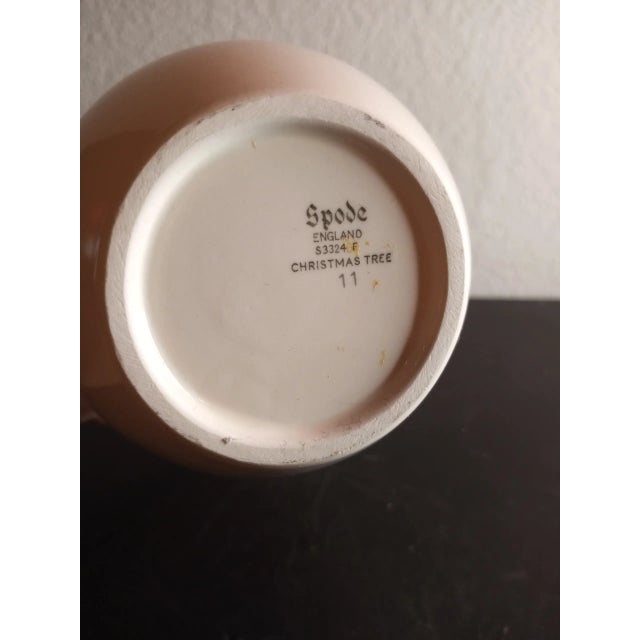 Spode
ENGLAND
S3324 F
CHRISTMAS TREE
11